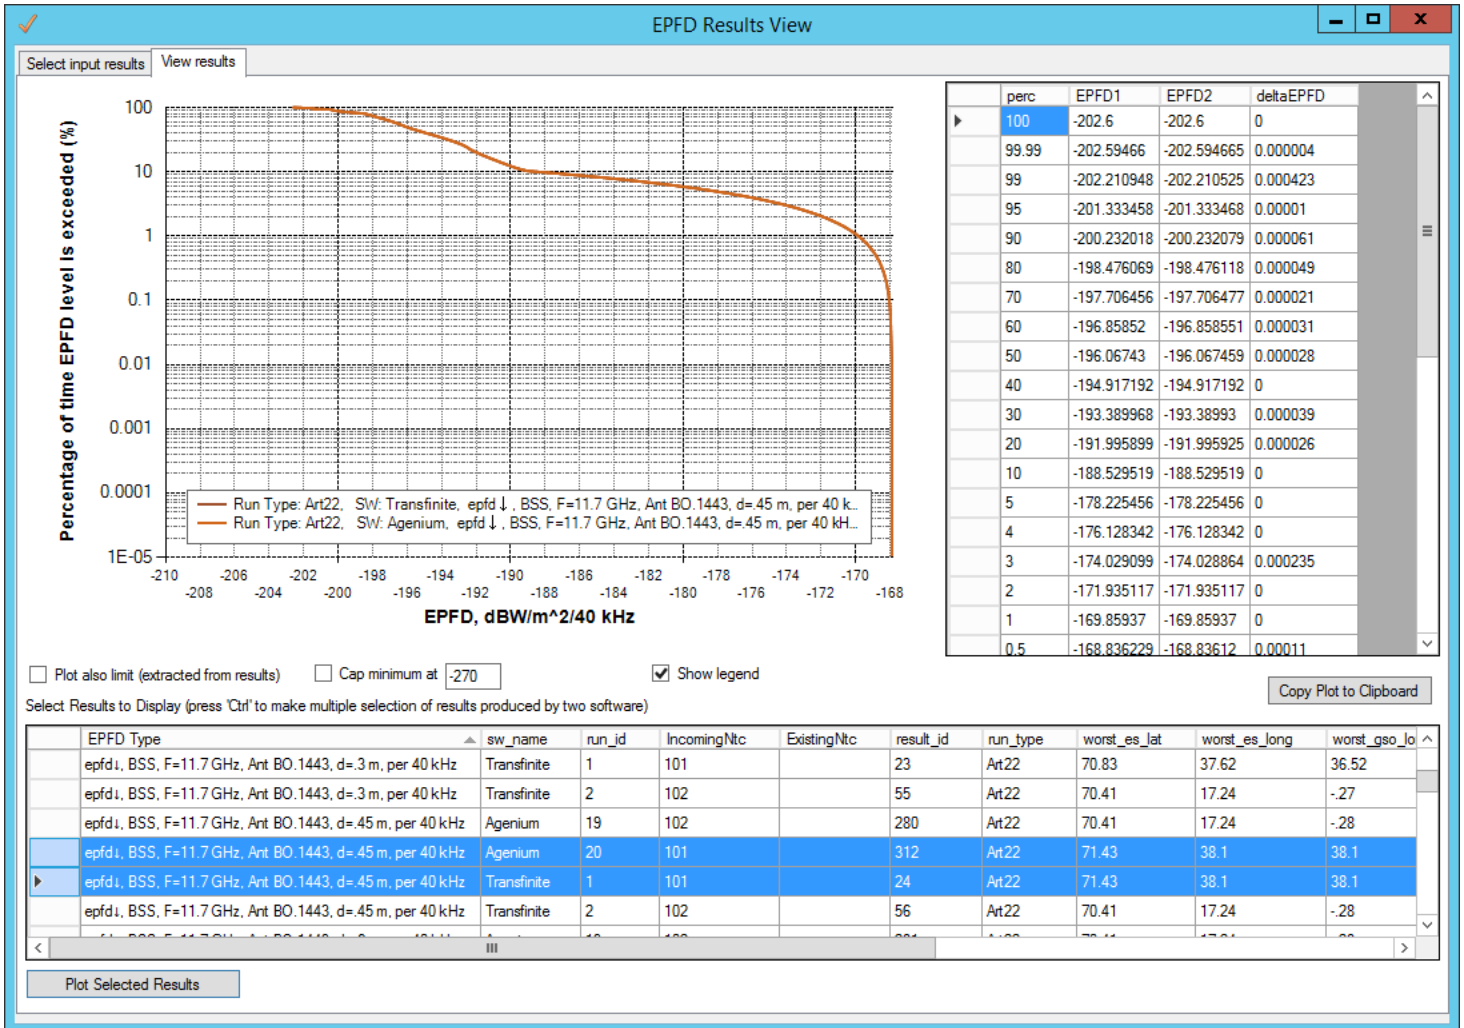 EPFD Results View
Select input results View results
Percentage of time EPFD level is exceeded (%)
100
10
1
0.1
0.01
0.001
0.0001
1E-05
Run Type: Art22, SW: Transfinite, epfd↓, BSS, F=11.7 GHz, Ant BO.1443, d=.45 m, per 40 k...
Run Type: Art22, SW: Agenium, epfd↓, BSS, F=11.7 GHz, Ant BO.1443, d=.45 m, per 40 kH...
-210 -206 -202 -198 -194 -190 -186 -182 -178 -174 -170
-208 -204 -200 -196 -192 -188 -184 -180 -176 -172 -168
EPFD, dBW/m^2/40 kHz
perc EPFD1 EPFD2 deltaEPFD
100 -202.6 -202.6 0
99.99 -202.59466 -202.594665 0.000004
99 -202.210948 -202.210525 0.000423
95 -201.333458 -201.333468 0.00001
90 -200.232018 -200.232079 0.000061
80 -198.476069 -198.476118 0.000049
70 -197.706456 -197.706477 0.000021
60 -196.85852 -196.858551 0.000031
50 -196.06743 -196.067459 0.000028
40 -194.917192 -194.917192 0
30 -193.389968 -193.38993 0.000039
20 -191.995899 -191.995925 0.000026
10 -188.529519 -188.529519 0
5 -178.225456 -178.225456 0
4 -176.128342 -176.128342 0
3 -174.029099 -174.028864 0.000235
2 -171.935117 -171.935117 0
1 -169.85937 -169.85937 0
0.5 -168.836229 -168.83612 0.00011
Plot also limit (extracted from results) Cap minimum at -270 Show legend
Copy Plot to Clipboard
Select Results to Display (press 'Ctrl' to make multiple selection of results produced by two software)
EPFD Type sw_name run_id IncomingNtc ExistingNtc result_id run_type worst_es_lat worst_es_long worst_gso_lo
epfd↓, BSS, F=11.7 GHz, Ant BO.1443, d=.3 m, per 40 kHz Transfinite 1 101 23 Art22 70.83 37.62 36.52
epfd↓, BSS, F=11.7 GHz, Ant BO.1443, d=.3 m, per 40 kHz Transfinite 2 102 55 Art22 70.41 17.24 -.27
epfd↓, BSS, F=11.7 GHz, Ant BO.1443, d=.45 m, per 40 kHz Agenium 19 102 280 Art22 70.41 17.24 -.28
epfd↓, BSS, F=11.7 GHz, Ant BO.1443, d=.45 m, per 40 kHz Agenium 20 101 312 Art22 71.43 38.1 38.1
epfd↓, BSS, F=11.7 GHz, Ant BO.1443, d=.45 m, per 40 kHz Transfinite 1 101 24 Art22 71.43 38.1 38.1
epfd↓, BSS, F=11.7 GHz, Ant BO.1443, d=.45 m, per 40 kHz Transfinite 2 102 56 Art22 70.41 17.24 -.28
Plot Selected Results